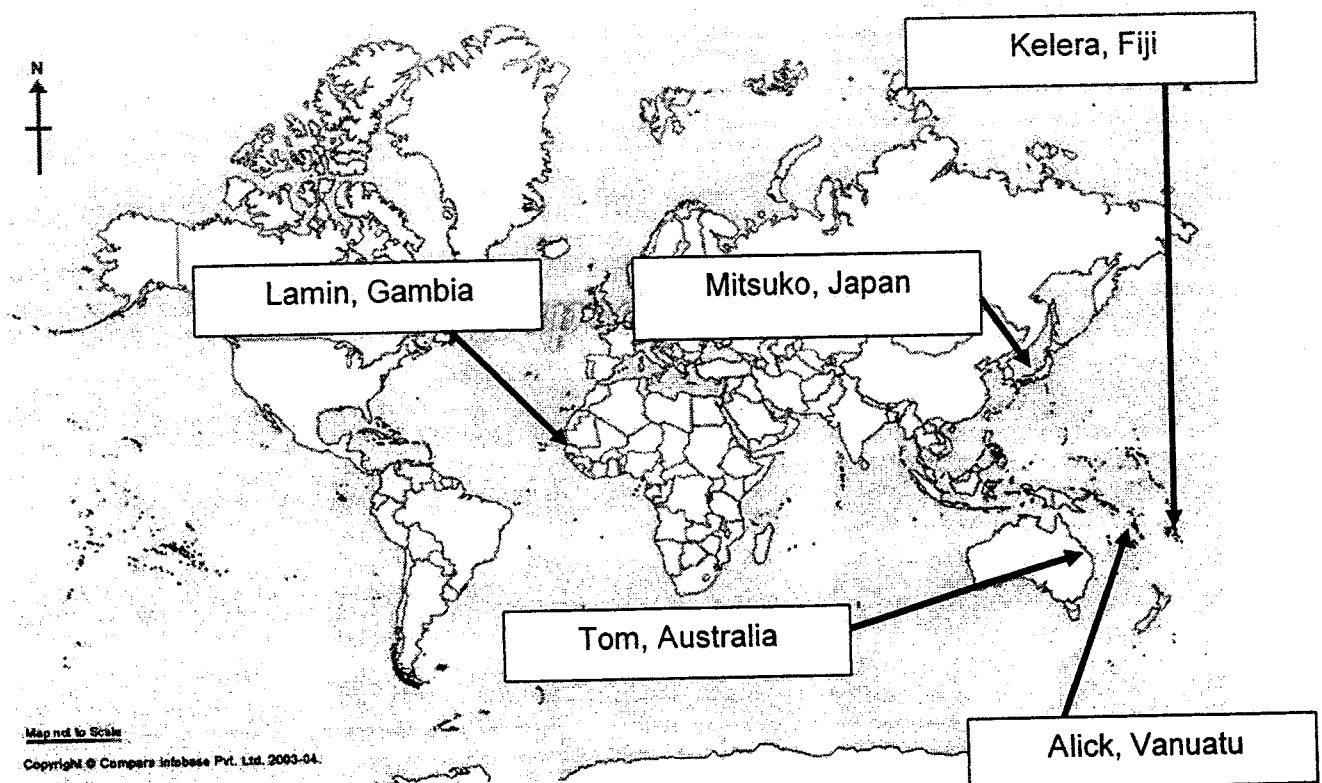 Kelera, Fiji
N
Lamin, Gambia
Mitsuko, Japan
Tom, Australia
Alick, Vanuatu
Map not to Scale
Copyright © Compare Infobase Pvt. Ltd. 2003-04.